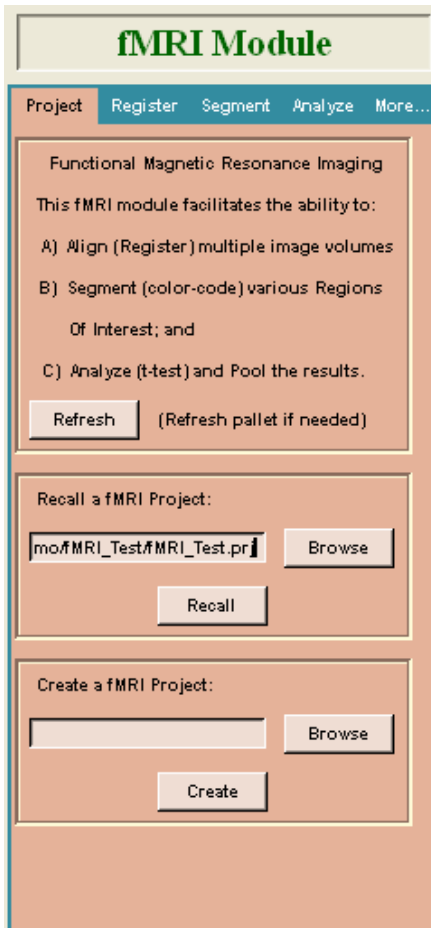 fMRI Module
Project Register Segment Analyze More...
Functional Magnetic Resonance Imaging
This fMRI module facilitates the ability to:
A) Align (Register) multiple image volumes
B) Segment (color-code) various Regions
Of Interest; and
C) Analyze (t-test) and Pool the results.
Refresh (Refresh pallet if needed)
Recall a fMRI Project:
mo/fMRI_Test/fMRI_Test.prj Browse
Recall
Create a fMRI Project:
Browse
Create